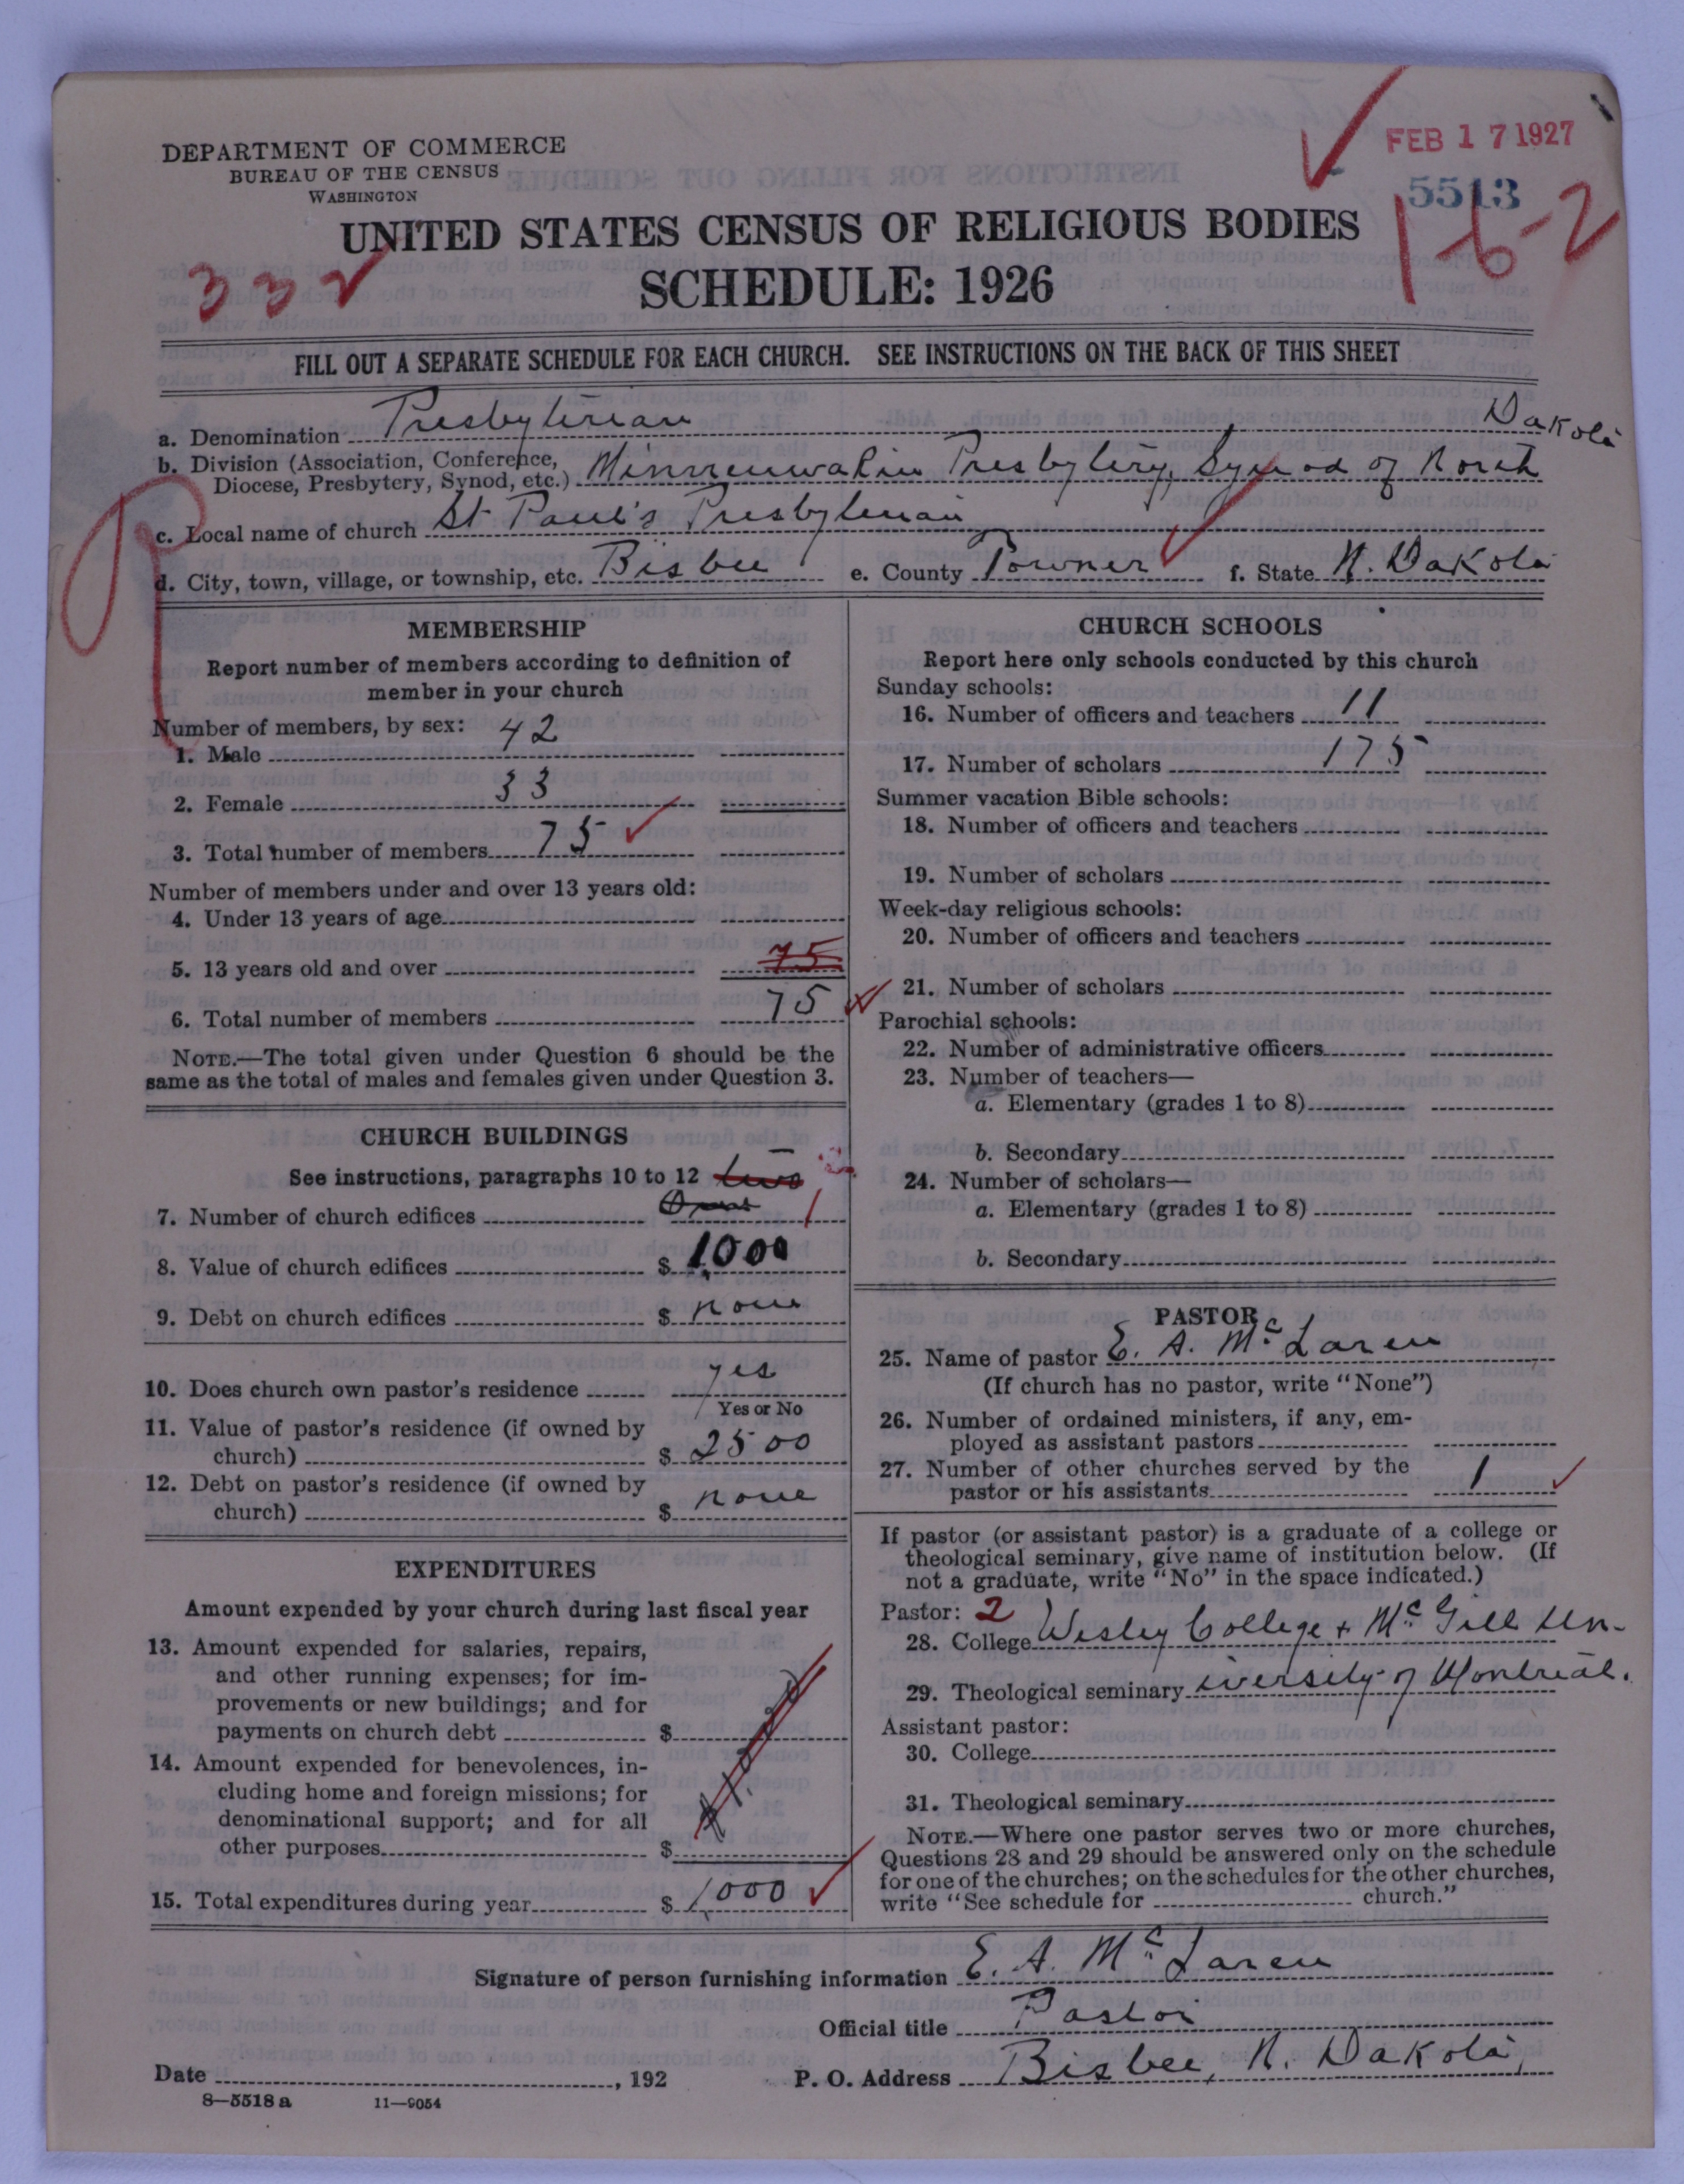 FEB 17 1927
5513
1-6-2
DEPARTMENT OF COMMERCE
BUREAU OF THE CENSUS
WASHINGTON
UNITED STATES CENSUS OF RELIGIOUS BODIES
332
SCHEDULE: 1926
FILL OUT A SEPARATE SCHEDULE FOR EACH CHURCH. SEE INSTRUCTIONS ON THE BACK OF THIS SHEET
a. Denomination Presbyterian
Dakota
b. Division (Association, Conference,
Diocese, Presbytery, Synod, etc.) Minnewakin Presbytery, Synod of North
c. Local name of church St Paul's Presbyterian
d. City, town, village, or township, etc. Bisbee e. County Towner f. State N. Dakota
MEMBERSHIP
Report number of members according to definition of
member in your church
Number of members, by sex:
1. Male 42
2. Female 33
3. Total number of members 75
Number of members under and over 13 years old:
4. Under 13 years of age
5. 13 years old and over 75
6. Total number of members 75
NOTE.—The total given under Question 6 should be the
same as the total of males and females given under Question 3.
CHURCH BUILDINGS
See instructions, paragraphs 10 to 12 two
7. Number of church edifices 1
8. Value of church edifices $ 1000
9. Debt on church edifices $ none
10. Does church own pastor's residence yes
Yes or No
11. Value of pastor's residence (if owned by
church) $ 2500
12. Debt on pastor's residence (if owned by
church) $ none
EXPENDITURES
Amount expended by your church during last fiscal year
13. Amount expended for salaries, repairs,
and other running expenses; for im-
provements or new buildings; and for
payments on church debt $
14. Amount expended for benevolences, in-
cluding home and foreign missions; for
denominational support; and for all
other purposes $
15. Total expenditures during year $ 1,000
CHURCH SCHOOLS
Report here only schools conducted by this church
Sunday schools:
16. Number of officers and teachers 11
17. Number of scholars 175
Summer vacation Bible schools:
18. Number of officers and teachers
19. Number of scholars
Week-day religious schools:
20. Number of officers and teachers
21. Number of scholars
Parochial schools:
22. Number of administrative officers
23. Number of teachers—
a. Elementary (grades 1 to 8)
b. Secondary
24. Number of scholars—
a. Elementary (grades 1 to 8)
b. Secondary
PASTOR
25. Name of pastor E. A. McLaren
(If church has no pastor, write "None")
26. Number of ordained ministers, if any, em-
ployed as assistant pastors
27. Number of other churches served by the
pastor or his assistants 1
If pastor (or assistant pastor) is a graduate of a college or
theological seminary, give name of institution below. (If
not a graduate, write "No" in the space indicated.)
Pastor: 2
28. College Wesley College + McGill Un-
29. Theological seminary iversity of Montreal.
Assistant pastor:
30. College
31. Theological seminary
NOTE.—Where one pastor serves two or more churches,
Questions 28 and 29 should be answered only on the schedule
for one of the churches; on the schedules for the other churches,
write "See schedule for church."
Signature of person furnishing information E. A. McLaren
Official title Pastor
Date , 192 P. O. Address Bisbee, N. Dakota,
8—5518 a 11—9054